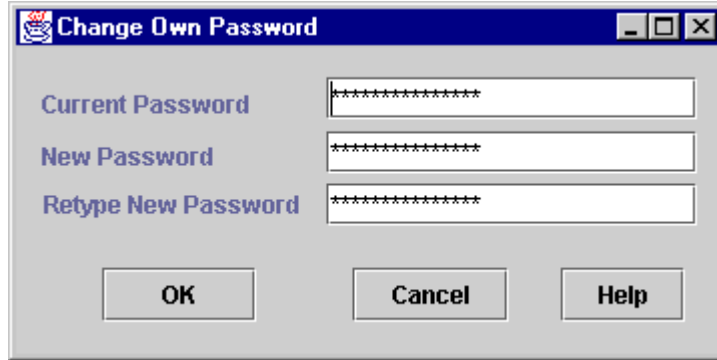 Change Own Password
Current Password ***************
New Password ***************
Retype New Password ***************
OK Cancel Help